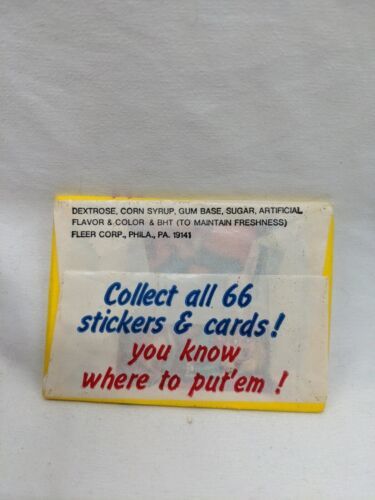 DEXTROSE, CORN SYRUP, GUM BASE, SUGAR, ARTIFICIAL
FLAVOR & COLOR & BHT (TO MAINTAIN FRESHNESS)
FLEER CORP., PHILA., PA. 19141
Collect all 66
stickers & cards!
you know
where to put'em!